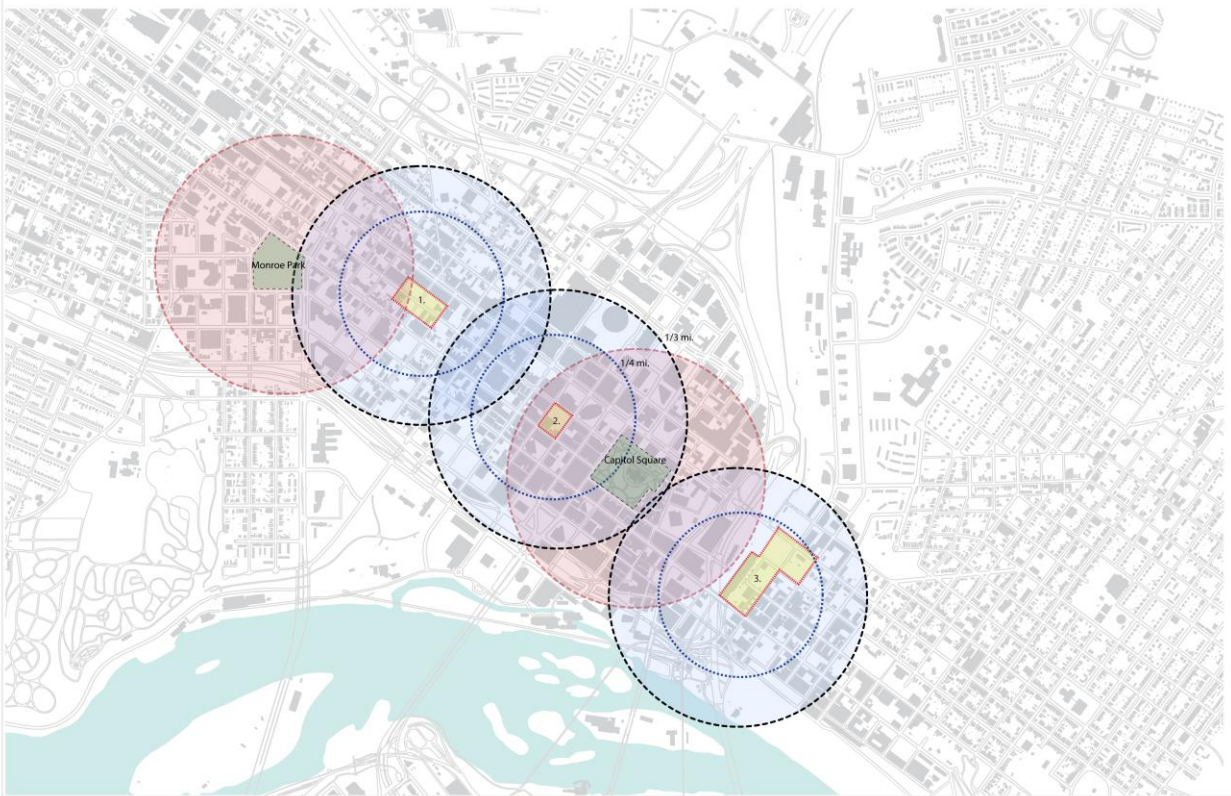 Monroe Park
1.
1/3 mi.
1/4 mi.
2.
Capitol Square
3.